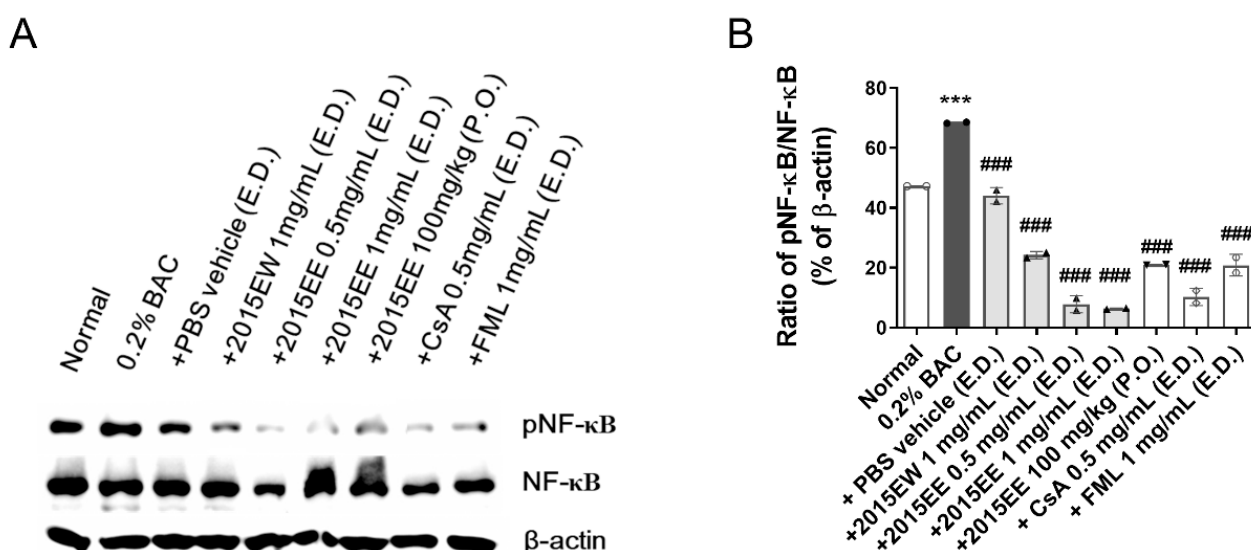 A
Normal
0.2% BAC
+PBS vehicle (E.D.)
+2015EW 1mg/mL (E.D.)
+2015EE 0.5mg/mL (E.D.)
+2015EE 1mg/mL (E.D.)
+2015EE 100mg/kg (P.O.)
+CsA 0.5mg/mL (E.D.)
+FML 1mg/mL (E.D.)
pNF-κB
NF-κB
β-actin
B
Ratio of pNF-κB/NF-κB
(% of β-actin)
80
60
40
20
0
***
###
###
###
###
###
###
###
Normal
0.2% BAC
+ PBS vehicle (E.D.)
+2015EW 1 mg/mL (E.D.)
+2015EE 0.5 mg/mL (E.D.)
+2015EE 1 mg/mL (E.D.)
+2015EE 100 mg/kg (P.O.)
+ CsA 0.5 mg/mL (E.D.)
+ FML 1 mg/mL (E.D.)